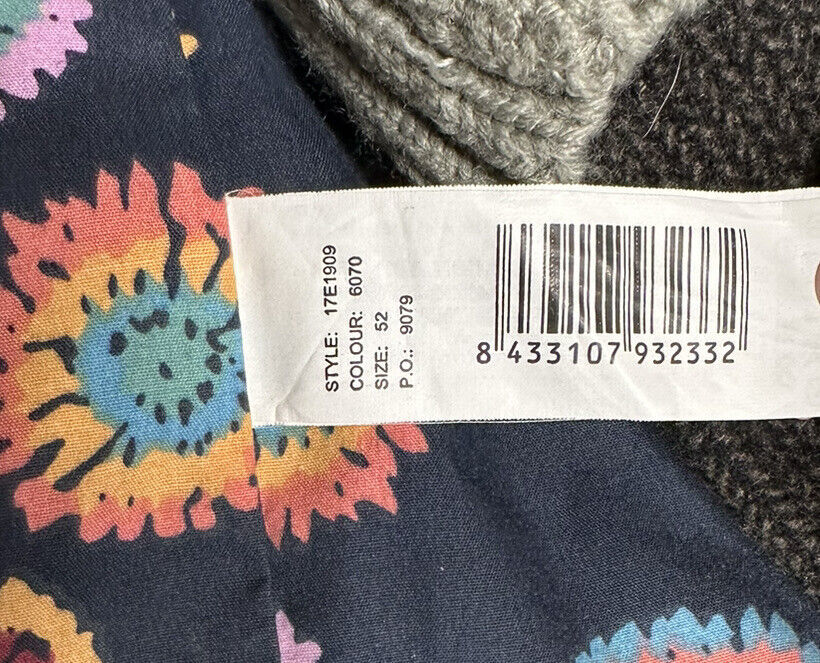 STYLE: 17E1909
COLOUR: 6070
SIZE: 52
P.O.: 9079
8 433107 932332